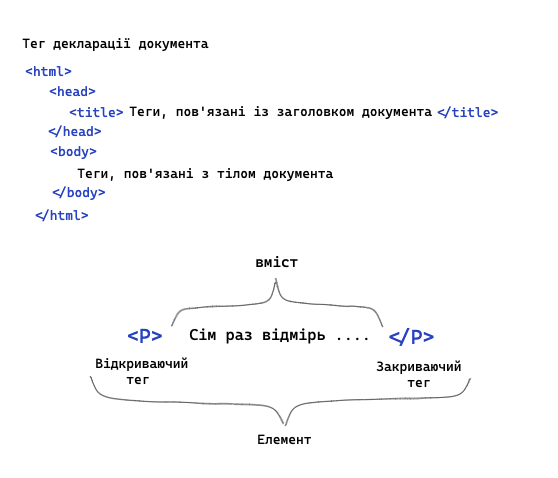 Тег декларації документа
<html>
<head>
<title> Теги, пов'язані із заголовком документа </title>
</head>
<body>
Теги, пов'язані з тілом документа
</body>
</html>
вміст
<P> Сім раз відмірь .... </P>
Відкриваючий тег
Закриваючий тег
Елемент